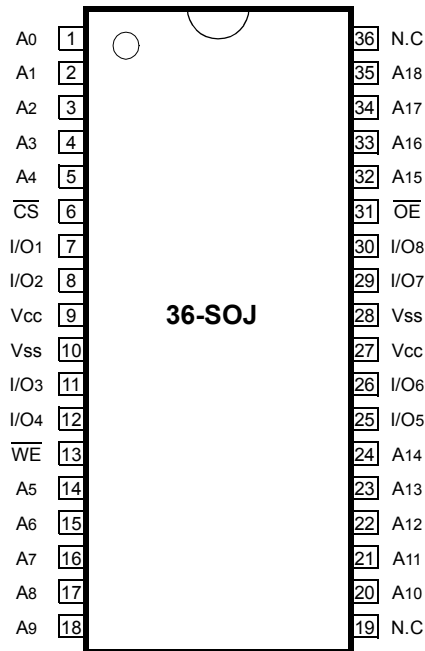 A0 1 36 N.C
A1 2 35 A18
A2 3 34 A17
A3 4 33 A16
A4 5 32 A15
C̅S̅ 6 31 O̅E̅
I/O1 7 30 I/O8
I/O2 8 29 I/O7
Vcc 9 36-SOJ 28 Vss
Vss 10 27 Vcc
I/O3 11 26 I/O6
I/O4 12 25 I/O5
W̅E̅ 13 24 A14
A5 14 23 A13
A6 15 22 A12
A7 16 21 A11
A8 17 20 A10
A9 18 19 N.C